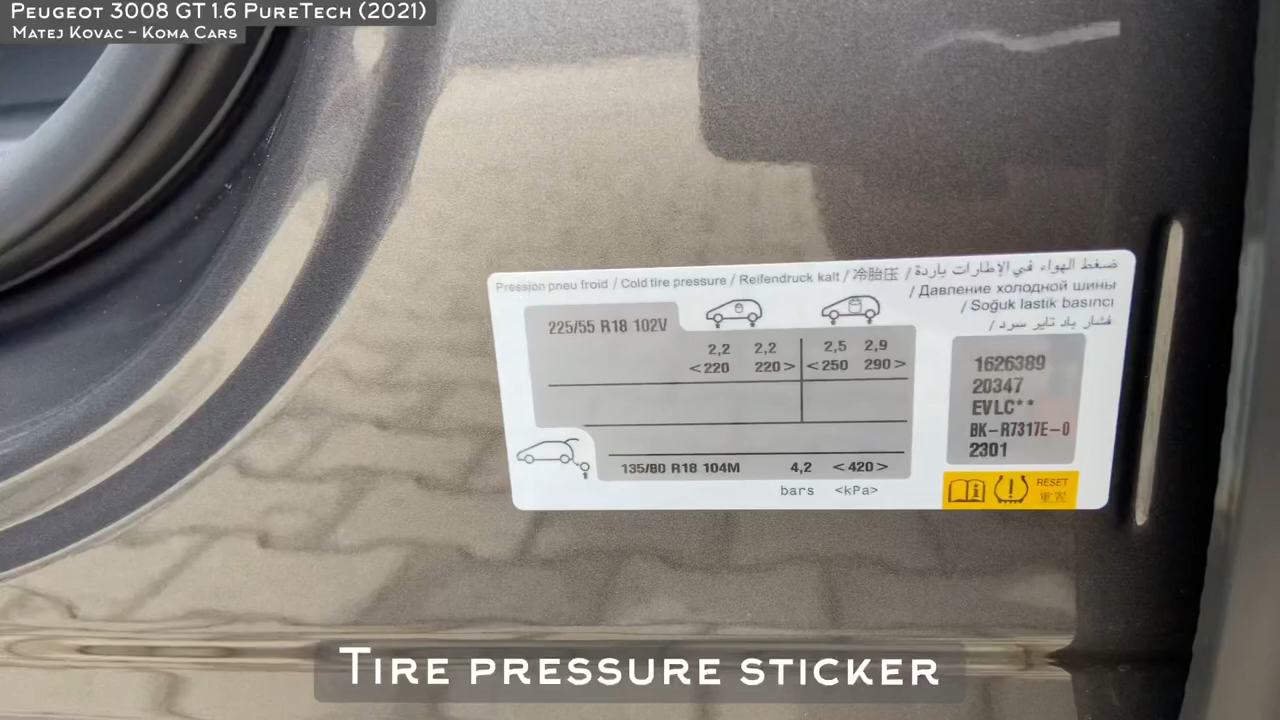 Peugeot 3008 GT 1.6 PureTech (2021)
Matej Kovac - Koma Cars
Pression pneu froid / Cold tire pressure / Reifendruck kalt / 冷胎压 / ضغط الهواء في الإطارات باردة
/ Давление холодной шины
/ Soğuk lastik basıncı
/ فشار باد تایر سرد
225/55 R18 102V
2,2 2,2 2,5 2,9
<220 220> <250 290>
135/80 R18 104M 4,2 <420>
bars <kPa>
1626389
20347
EVLC**
BK-R7317E-0
2301
RESET
重置
Tire pressure sticker